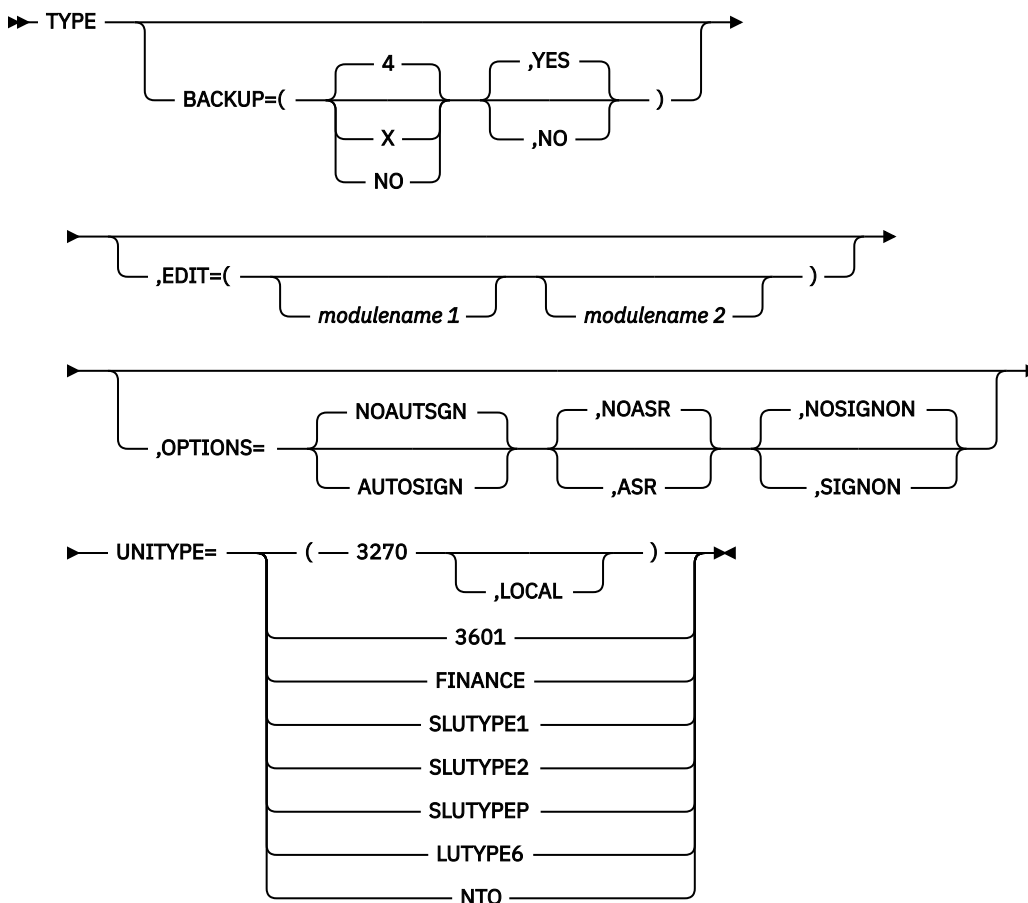 TYPE
4
,YES
BACKUP=(
)
X
,NO
NO
,EDIT=(
)
modulename 1
modulename 2
NOAUTSGN
,NOASR
,NOSIGNON
,OPTIONS=
AUTOSIGN
,ASR
,SIGNON
UNITYPE=
(
3270
)
,LOCAL
3601
FINANCE
SLUTYPE1
SLUTYPE2
SLUTYPEP
LUTYPE6
NTO